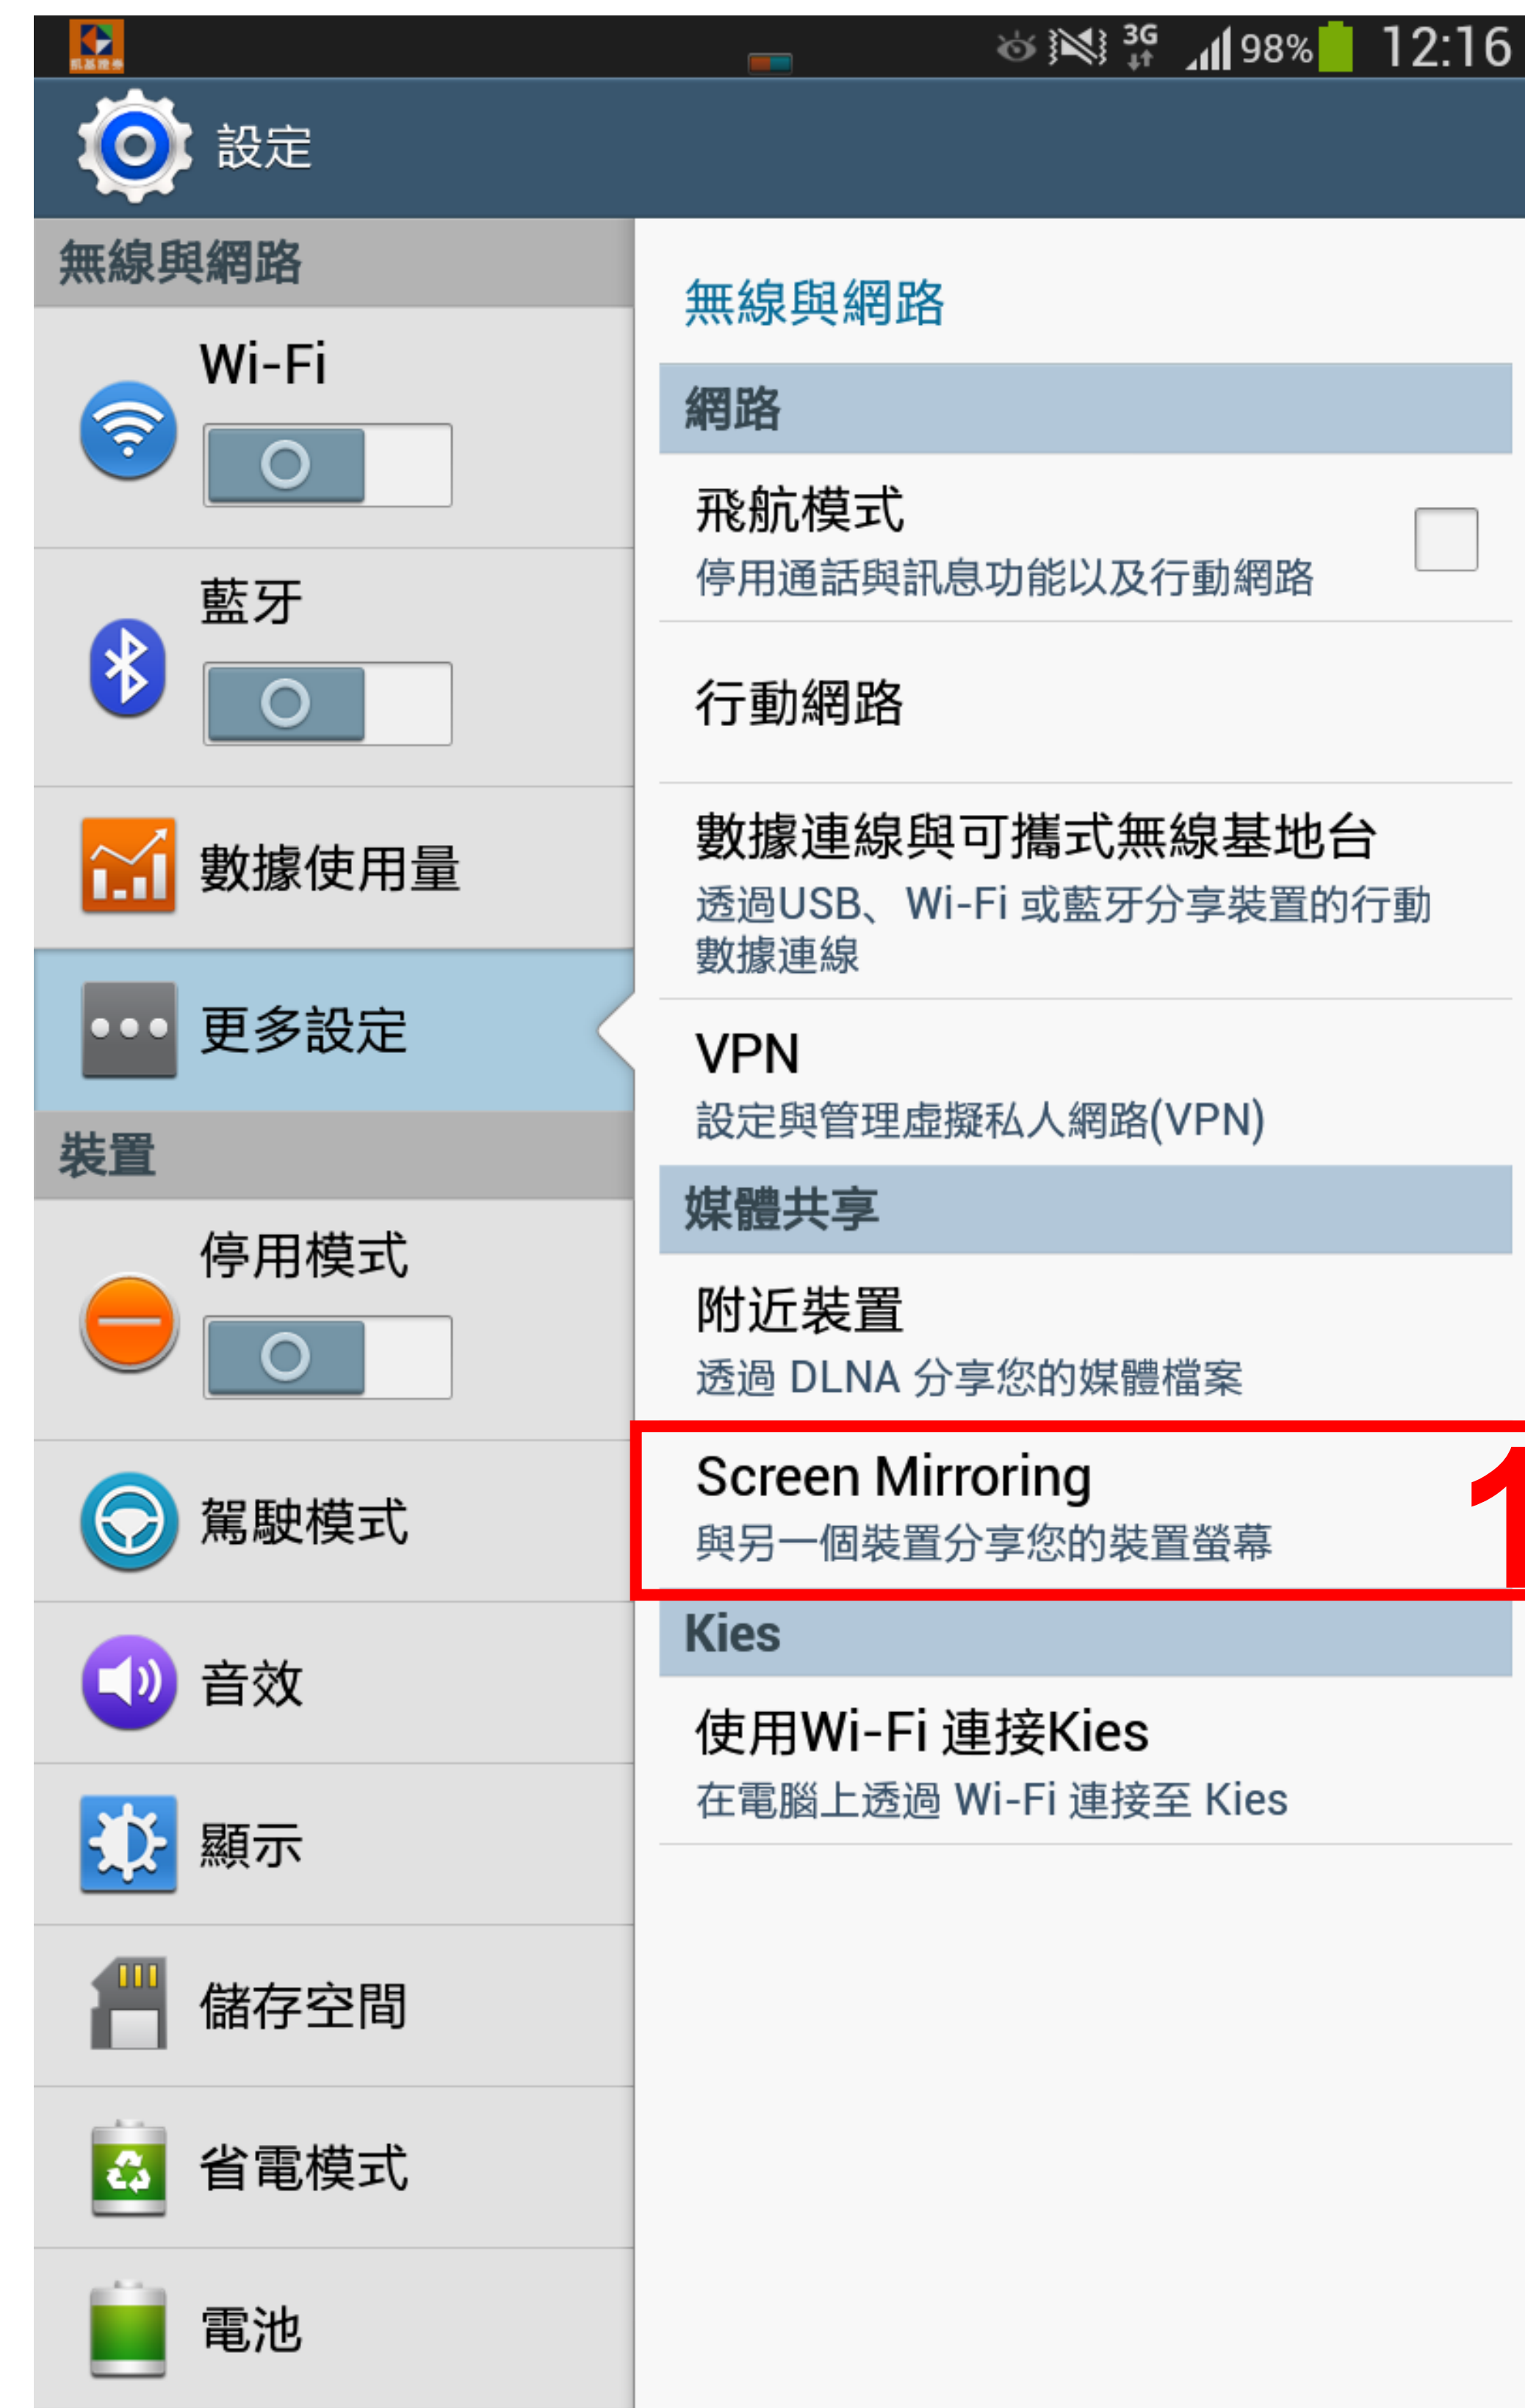 凱基證券
3G 98% 12:16
設定
無線與網路
Wi-Fi
藍牙
數據使用量
更多設定
裝置
停用模式
駕駛模式
音效
顯示
儲存空間
省電模式
電池
無線與網路
網路
飛航模式
停用通話與訊息功能以及行動網路
行動網路
數據連線與可攜式無線基地台
透過USB、Wi-Fi 或藍牙分享裝置的行動
數據連線
VPN
設定與管理虛擬私人網路(VPN)
媒體共享
附近裝置
透過 DLNA 分享您的媒體檔案
Screen Mirroring
與另一個裝置分享您的裝置螢幕
1
Kies
使用Wi-Fi 連接Kies
在電腦上透過 Wi-Fi 連接至 Kies